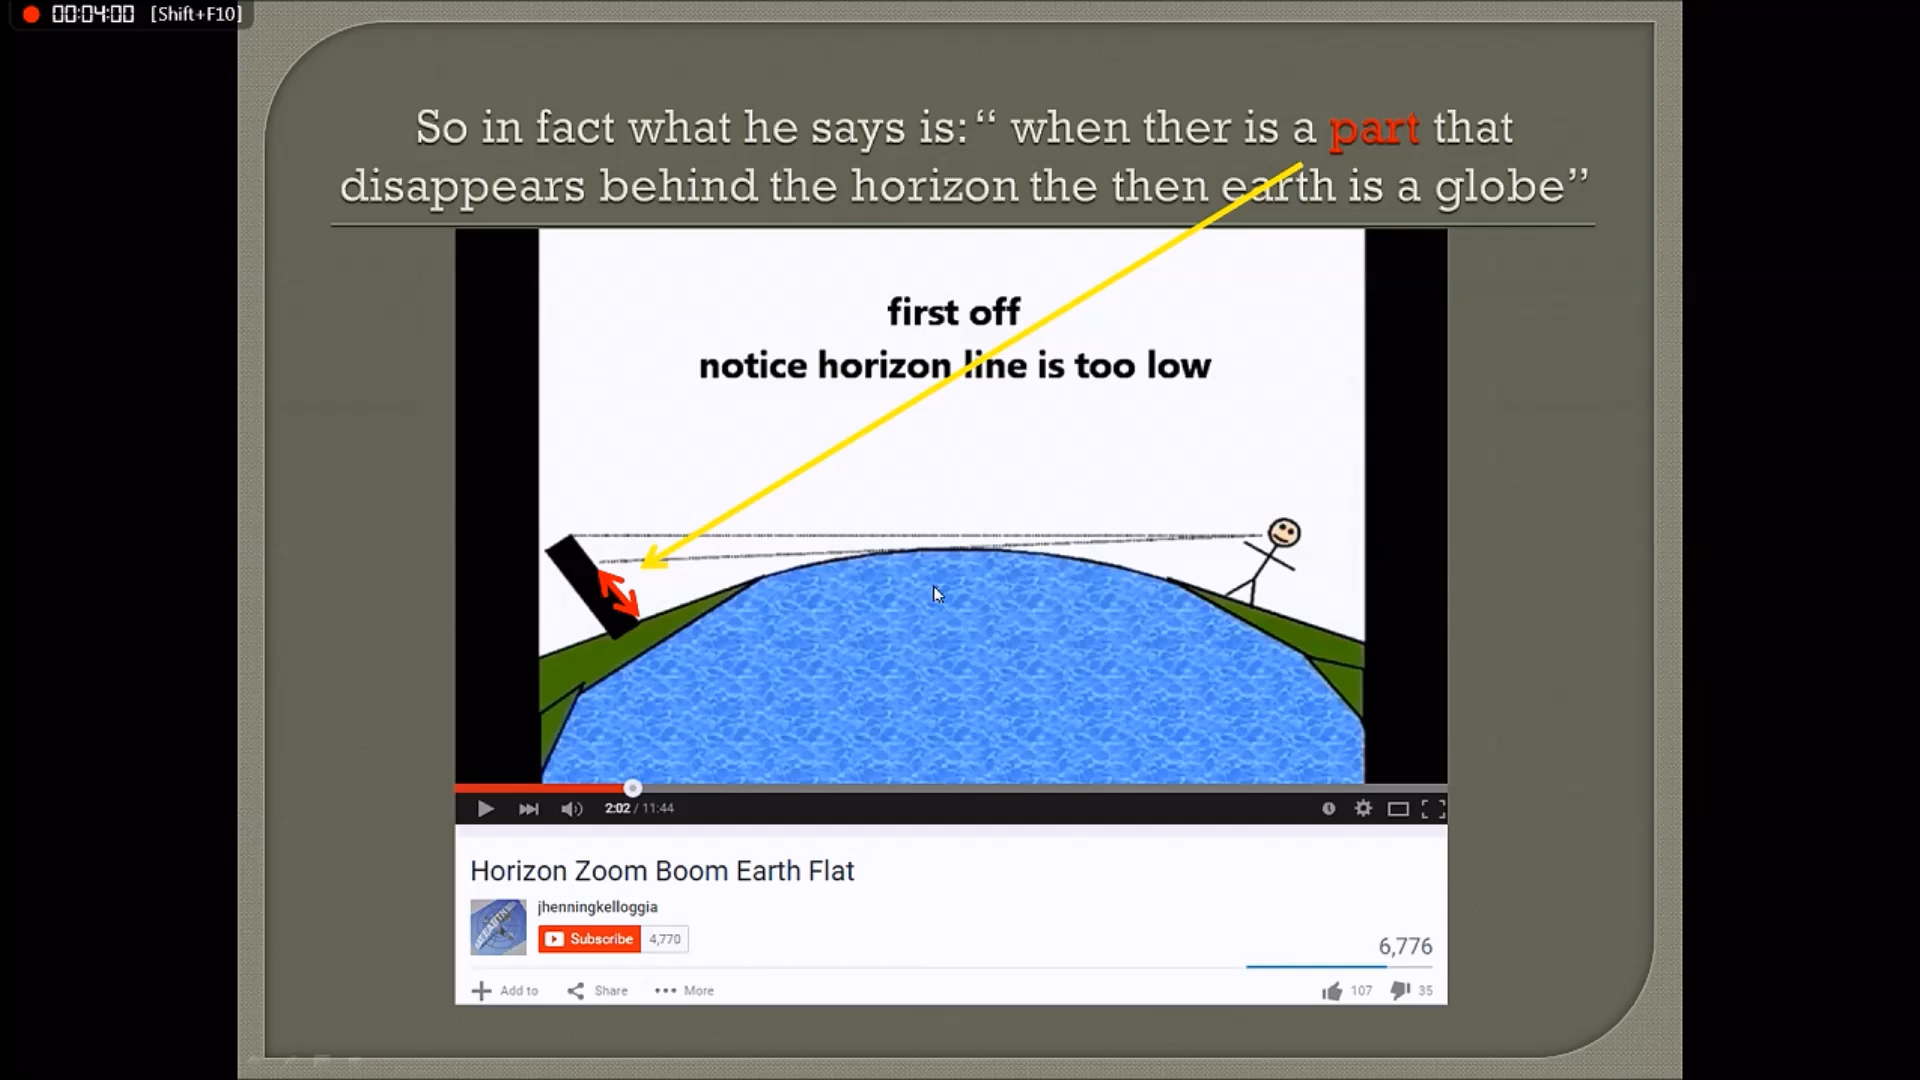 00:04:00 [Shift+F10]
So in fact what he says is: “ when ther is a part that
disappears behind the horizon the then earth is a globe”
first off
notice horizon line is too low
2:02 / 11:44
Horizon Zoom Boom Earth Flat
jhenningkelloggia
Subscribe 4,770
6,776
Add to Share More
107 35